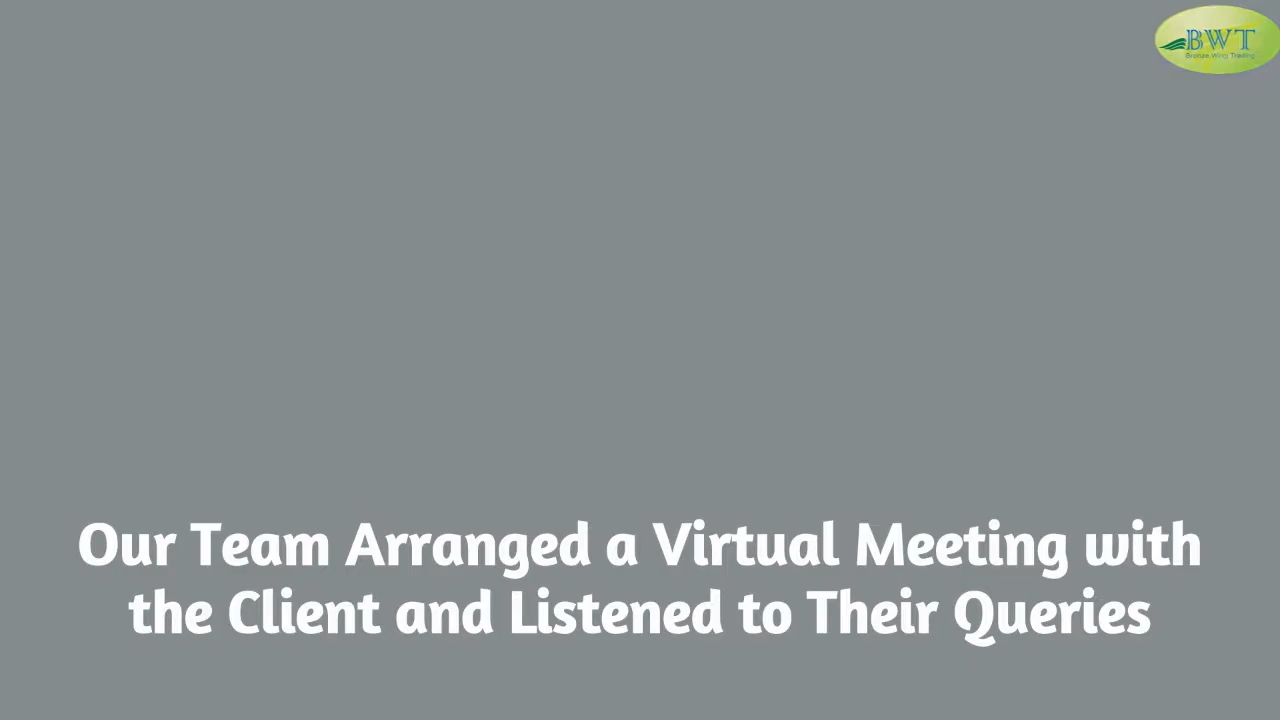 BWT
Bronze Wing Trading
Our Team Arranged a Virtual Meeting with
the Client and Listened to Their Queries